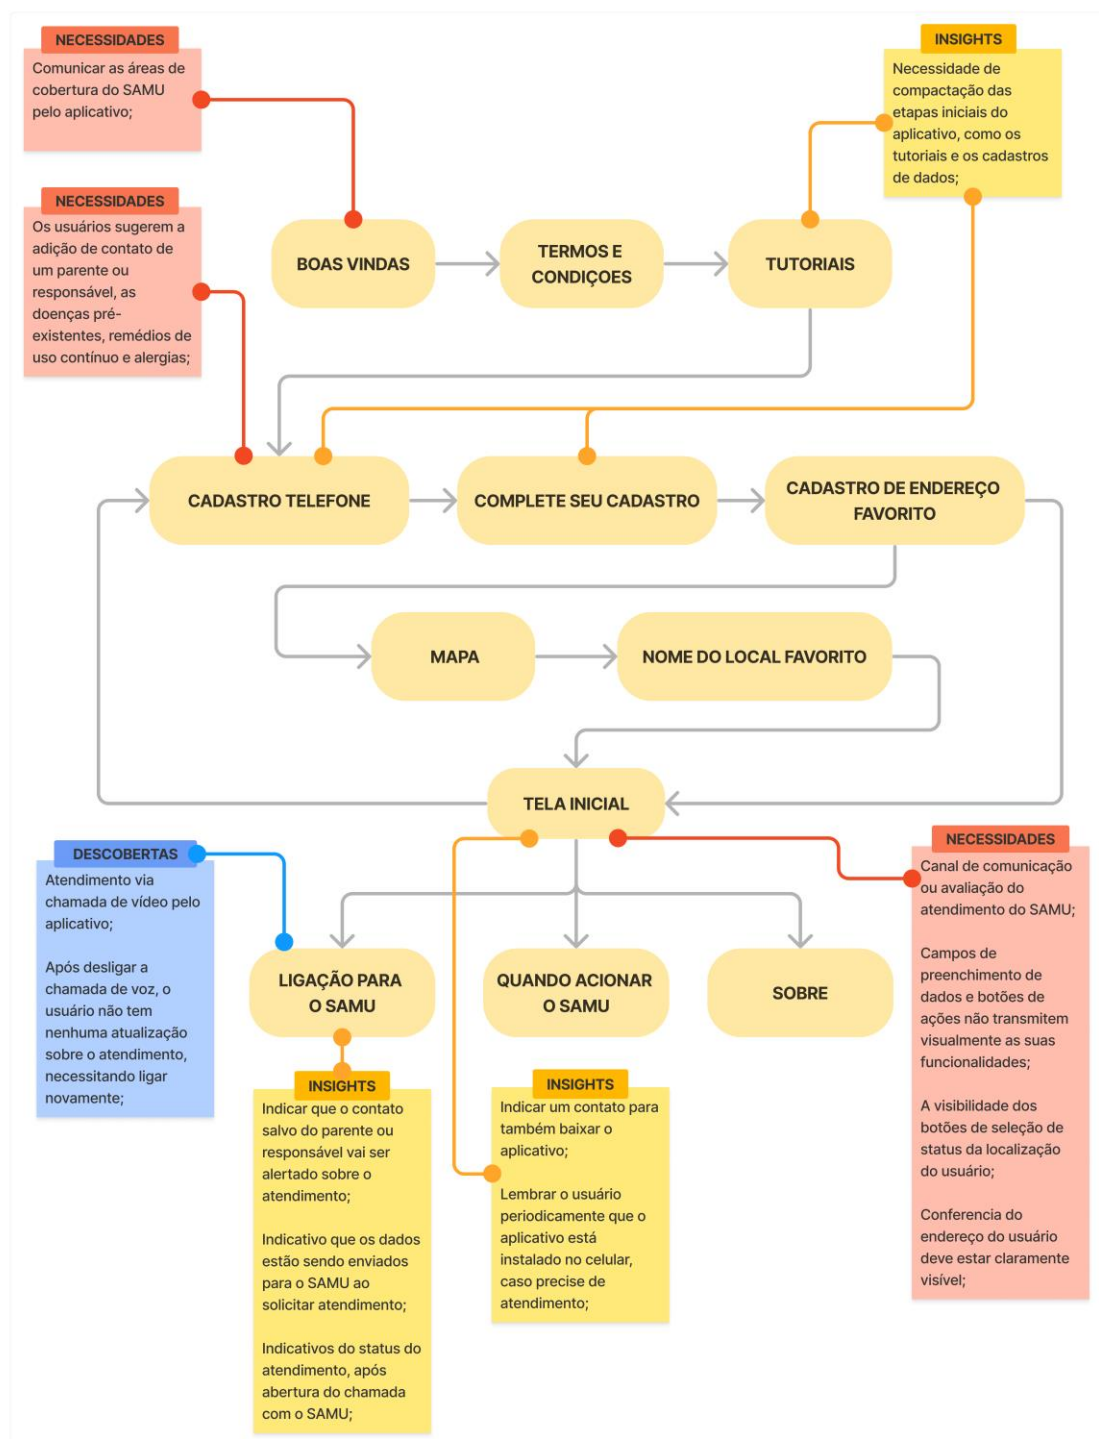 NECESSIDADES
Comunicar as áreas de
cobertura do SAMU
pelo aplicativo;
INSIGHTS
Necessidade de
compactação das
etapas iniciais do
aplicativo, como os
tutoriais e os cadastros
de dados;
NECESSIDADES
Os usuários sugerem a
adição de contato de
um parente ou
responsável, as
doenças pré-
existentes, remédios de
uso contínuo e alergias;
BOAS VINDAS
TERMOS E
CONDIÇOES
TUTORIAIS
CADASTRO TELEFONE
COMPLETE SEU CADASTRO
CADASTRO DE ENDEREÇO
FAVORITO
MAPA
NOME DO LOCAL FAVORITO
TELA INICIAL
DESCOBERTAS
Atendimento via
chamada de vídeo pelo
aplicativo;
Após desligar a
chamada de voz, o
usuário não tem
nenhuma atualização
sobre o atendimento,
necessitando ligar
novamente;
LIGAÇÃO PARA
O SAMU
QUANDO ACIONAR
O SAMU
SOBRE
NECESSIDADES
Canal de comunicação
ou avaliação do
atendimento do SAMU;
Campos de
preenchimento de
dados e botões de
ações não transmitem
visualmente as suas
funcionalidades;
A visibilidade dos
botões de seleção de
status da localização
do usuário;
Conferencia do
endereço do usuário
deve estar claramente
visível;
INSIGHTS
Indicar que o contato
salvo do parente ou
responsável vai ser
alertado sobre o
atendimento;
Indicativo que os dados
estão sendo enviados
para o SAMU ao
solicitar atendimento;
Indicativos do status do
atendimento, após
abertura do chamada
com o SAMU;
INSIGHTS
Indicar um contato para
também baixar o
aplicativo;
Lembrar o usuário
periodicamente que o
aplicativo está
instalado no celular,
caso precise de
atendimento;